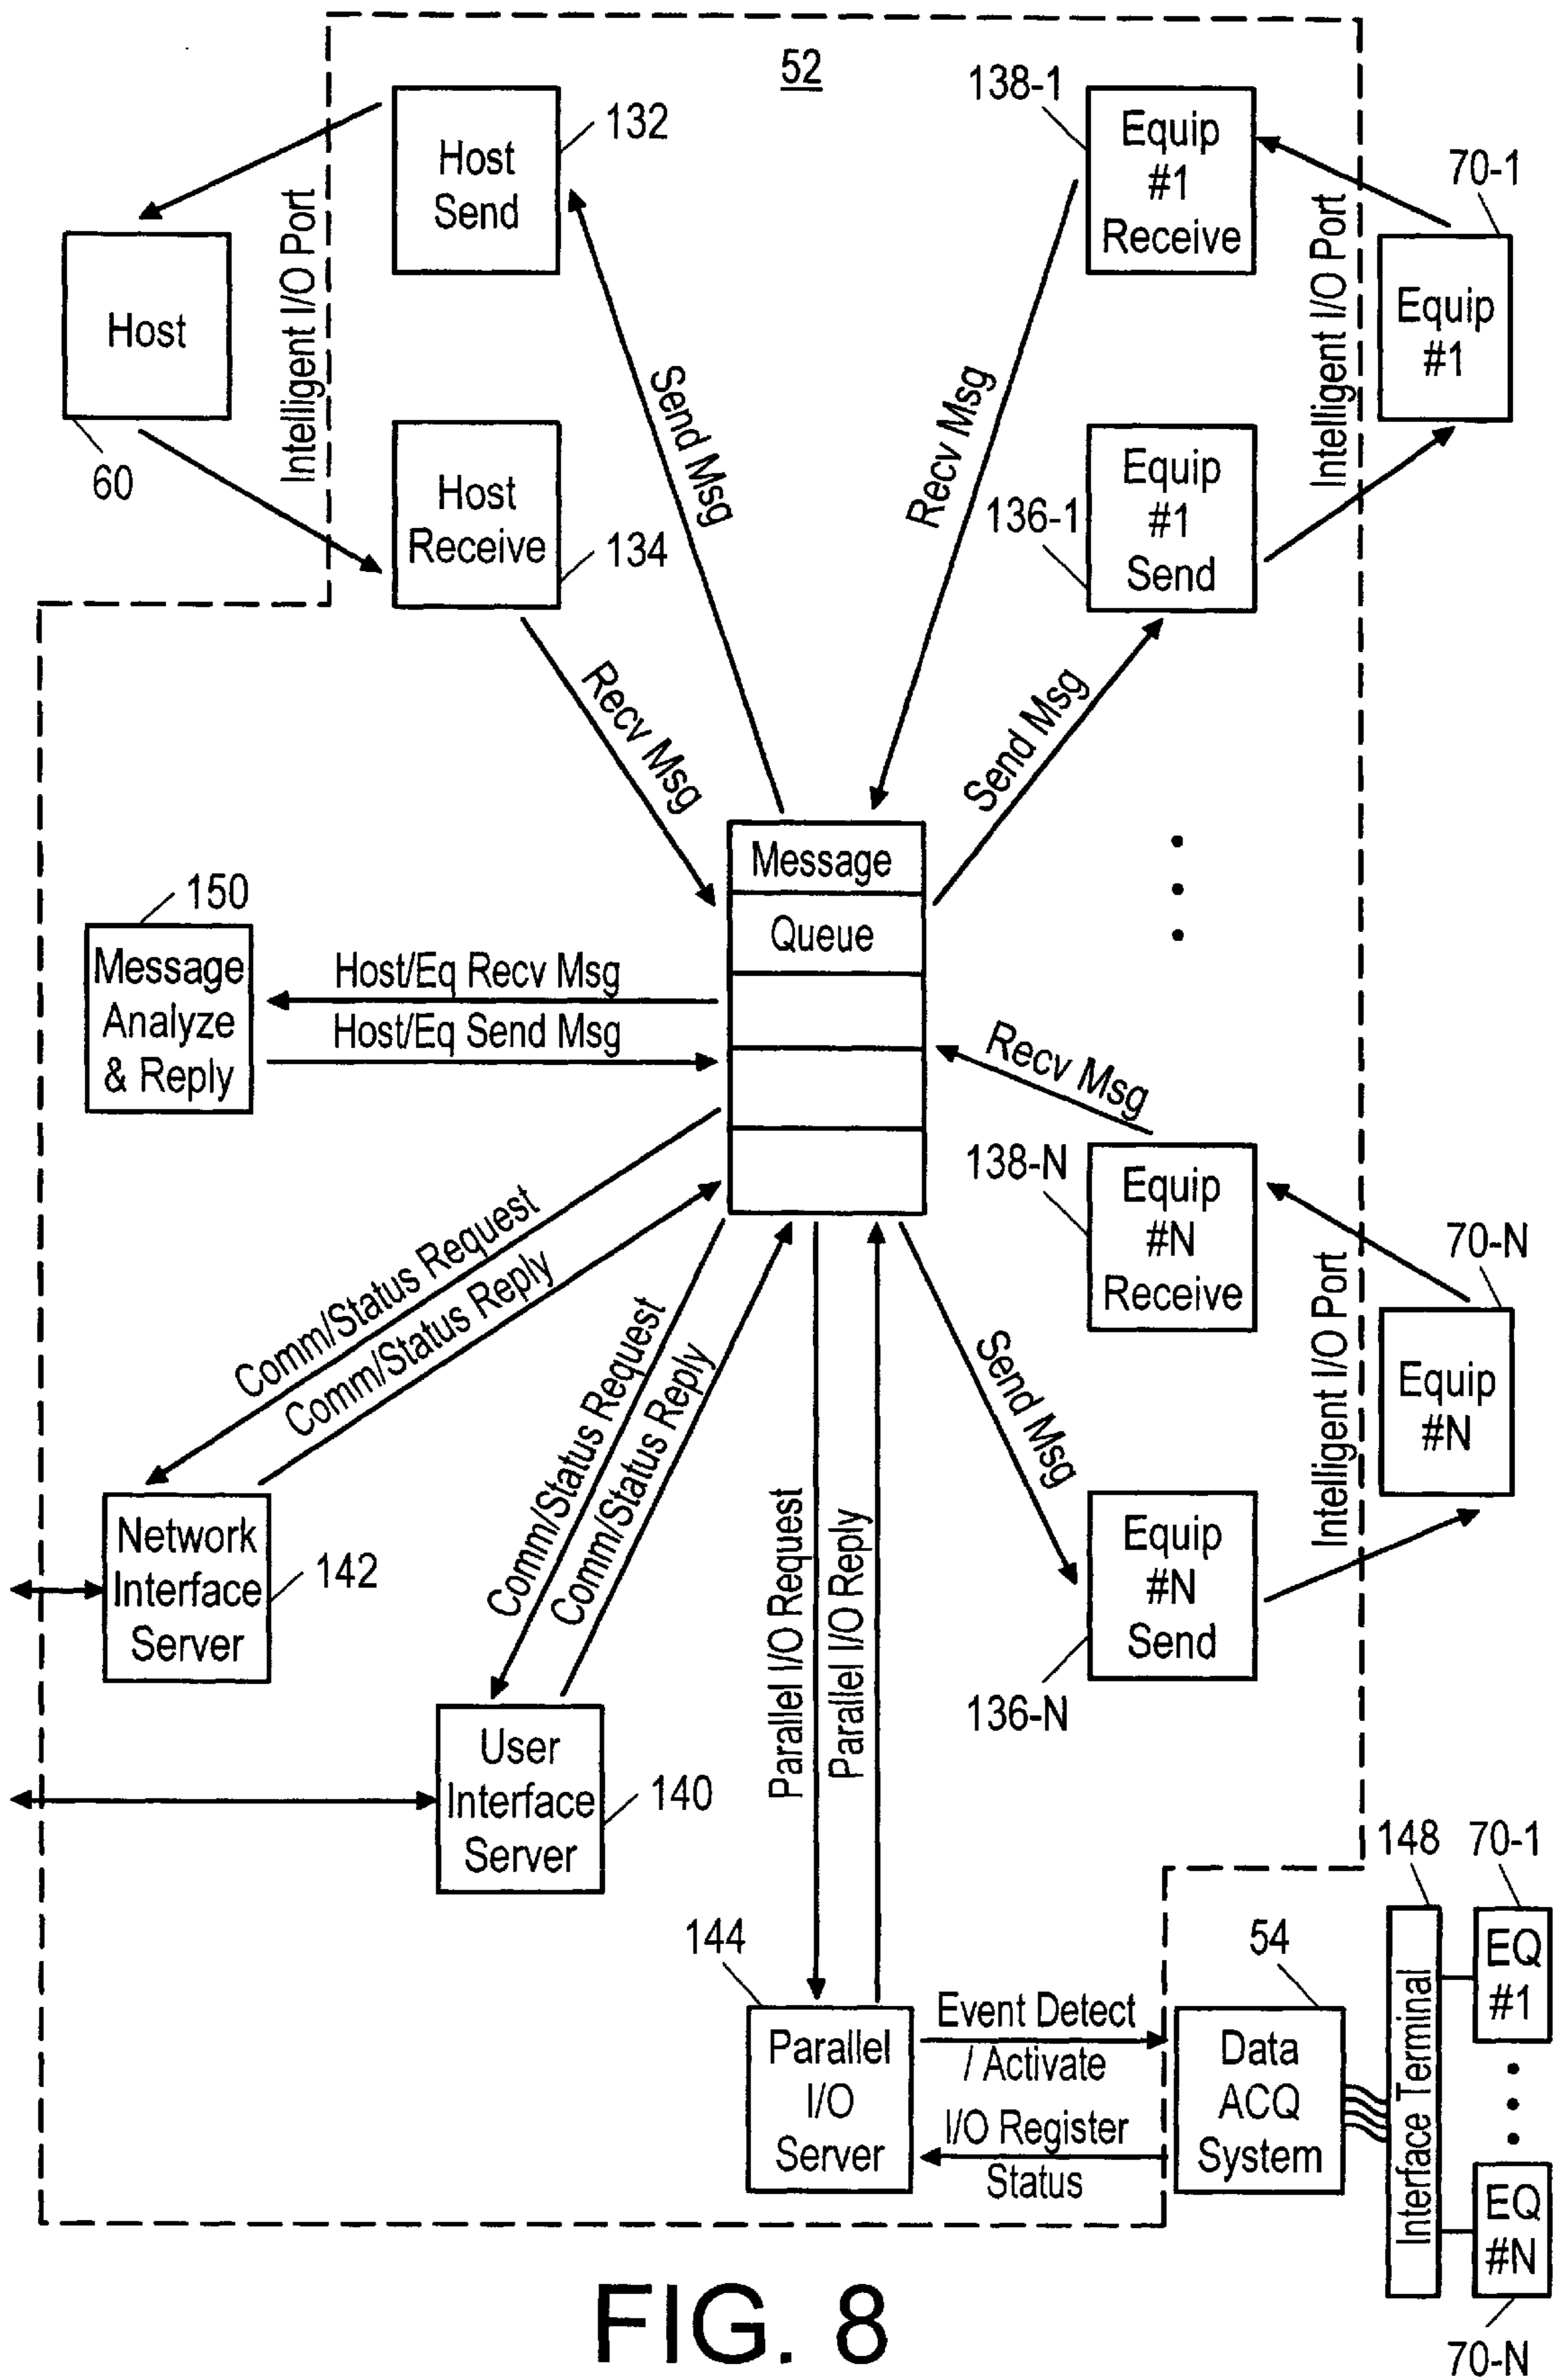 52
132
Host
Send
138-1
Equip
#1
Receive
70-1
Equip
#1
Intelligent I/O Port
Host
60
Intelligent I/O Port
Host
Receive
134
Send Msg
Recv Msg
136-1
Equip
#1
Send
Recv Msg
Send Msg
Message
Queue
150
Message
Analyze
& Reply
Host/Eq Recv Msg
Host/Eq Send Msg
Recv Msg
138-N
Equip
#N
Receive
70-N
Equip
#N
Intelligent I/O Port
Comm/Status Request
Comm/Status Reply
Comm/Status Request
Comm/Status Reply
Send Msg
Parallel I/O Request
Parallel I/O Reply
Equip
#N
Send
136-N
Network
Interface
Server
142
User
Interface
Server
140
144
Parallel
I/O
Server
Event Detect
/ Activate
I/O Register
Status
54
Data
ACQ
System
148
Interface Terminal
70-1
EQ
#1
EQ
#N
70-N
FIG. 8